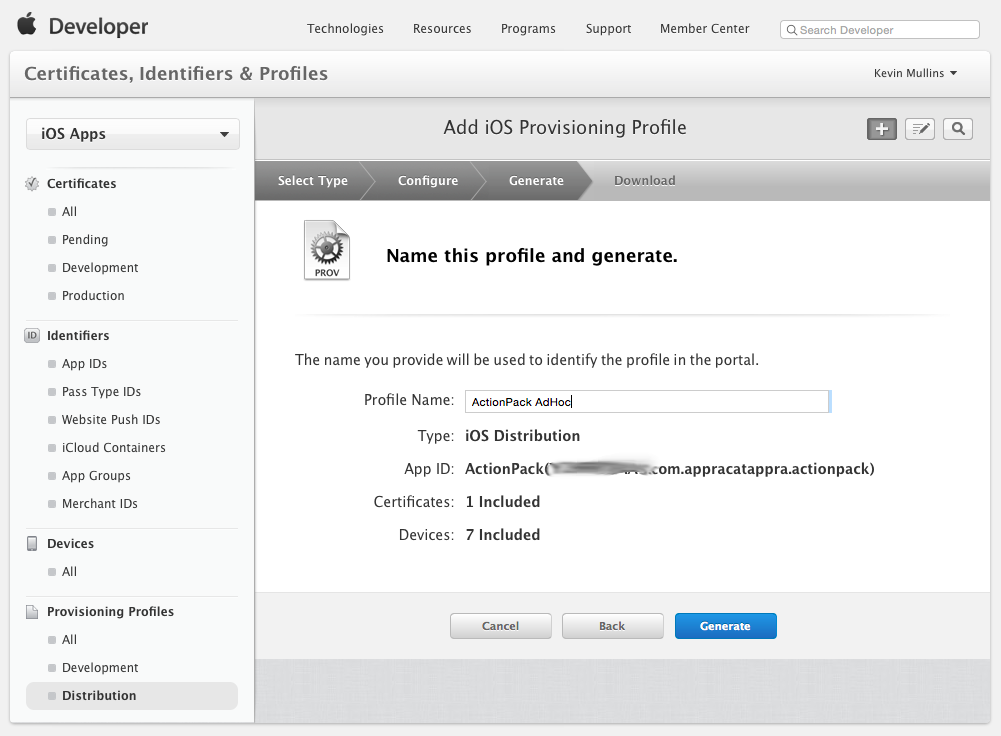 Developer
Technologies Resources Programs Support Member Center Search Developer
Certificates, Identifiers & Profiles
Kevin Mullins
iOS Apps
Certificates
All
Pending
Development
Production
ID Identifiers
App IDs
Pass Type IDs
Website Push IDs
iCloud Containers
App Groups
Merchant IDs
Devices
All
Provisioning Profiles
All
Development
Distribution
Add iOS Provisioning Profile
Select Type Configure Generate Download
PROV
Name this profile and generate.
The name you provide will be used to identify the profile in the portal.
Profile Name: ActionPack AdHoc
Type: iOS Distribution
App ID: ActionPack( .com.appracatappra.actionpack)
Certificates: 1 Included
Devices: 7 Included
Cancel Back Generate